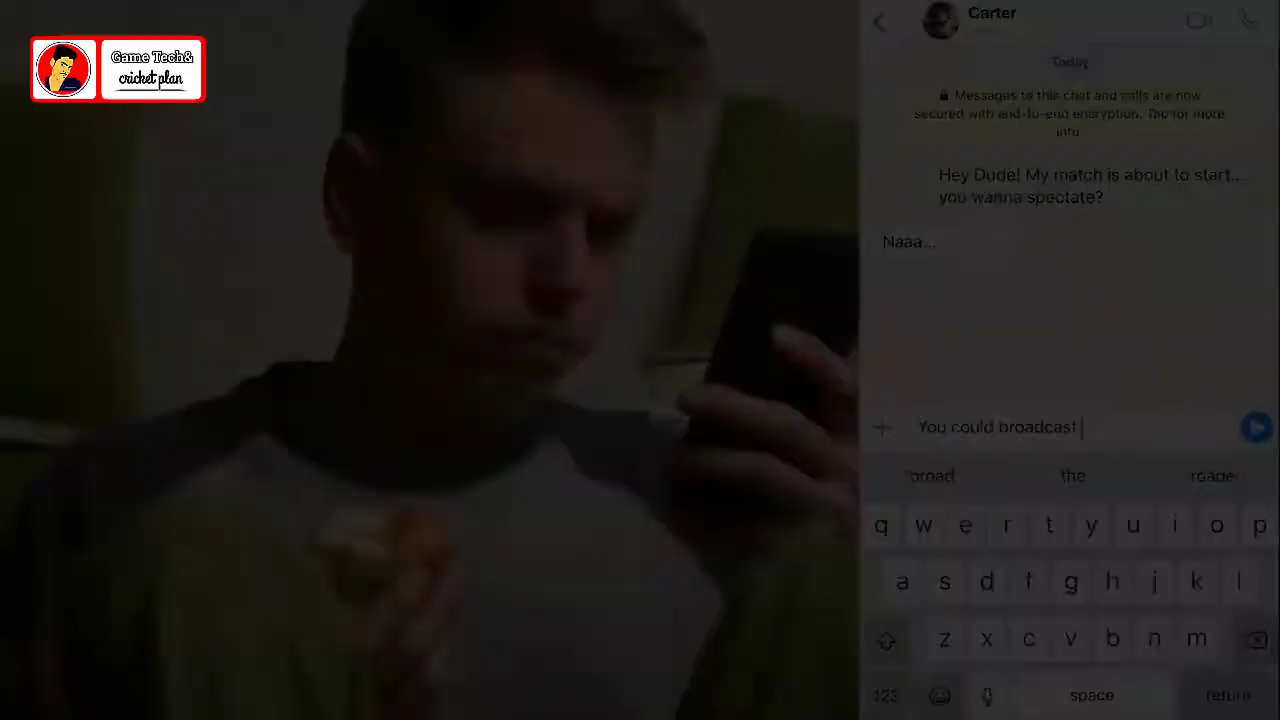 Game Tech&
cricket plan
Carter
Today
Messages to this chat and calls are now
secured with end-to-end encryption. Tap for more
info
Hey Dude! My match is about to start...
you wanna spectate?
Naaa...
You could broadcast
broad the
q w e r t y u i o p
a s d f g h j k l
z x c v b n m
123 space return